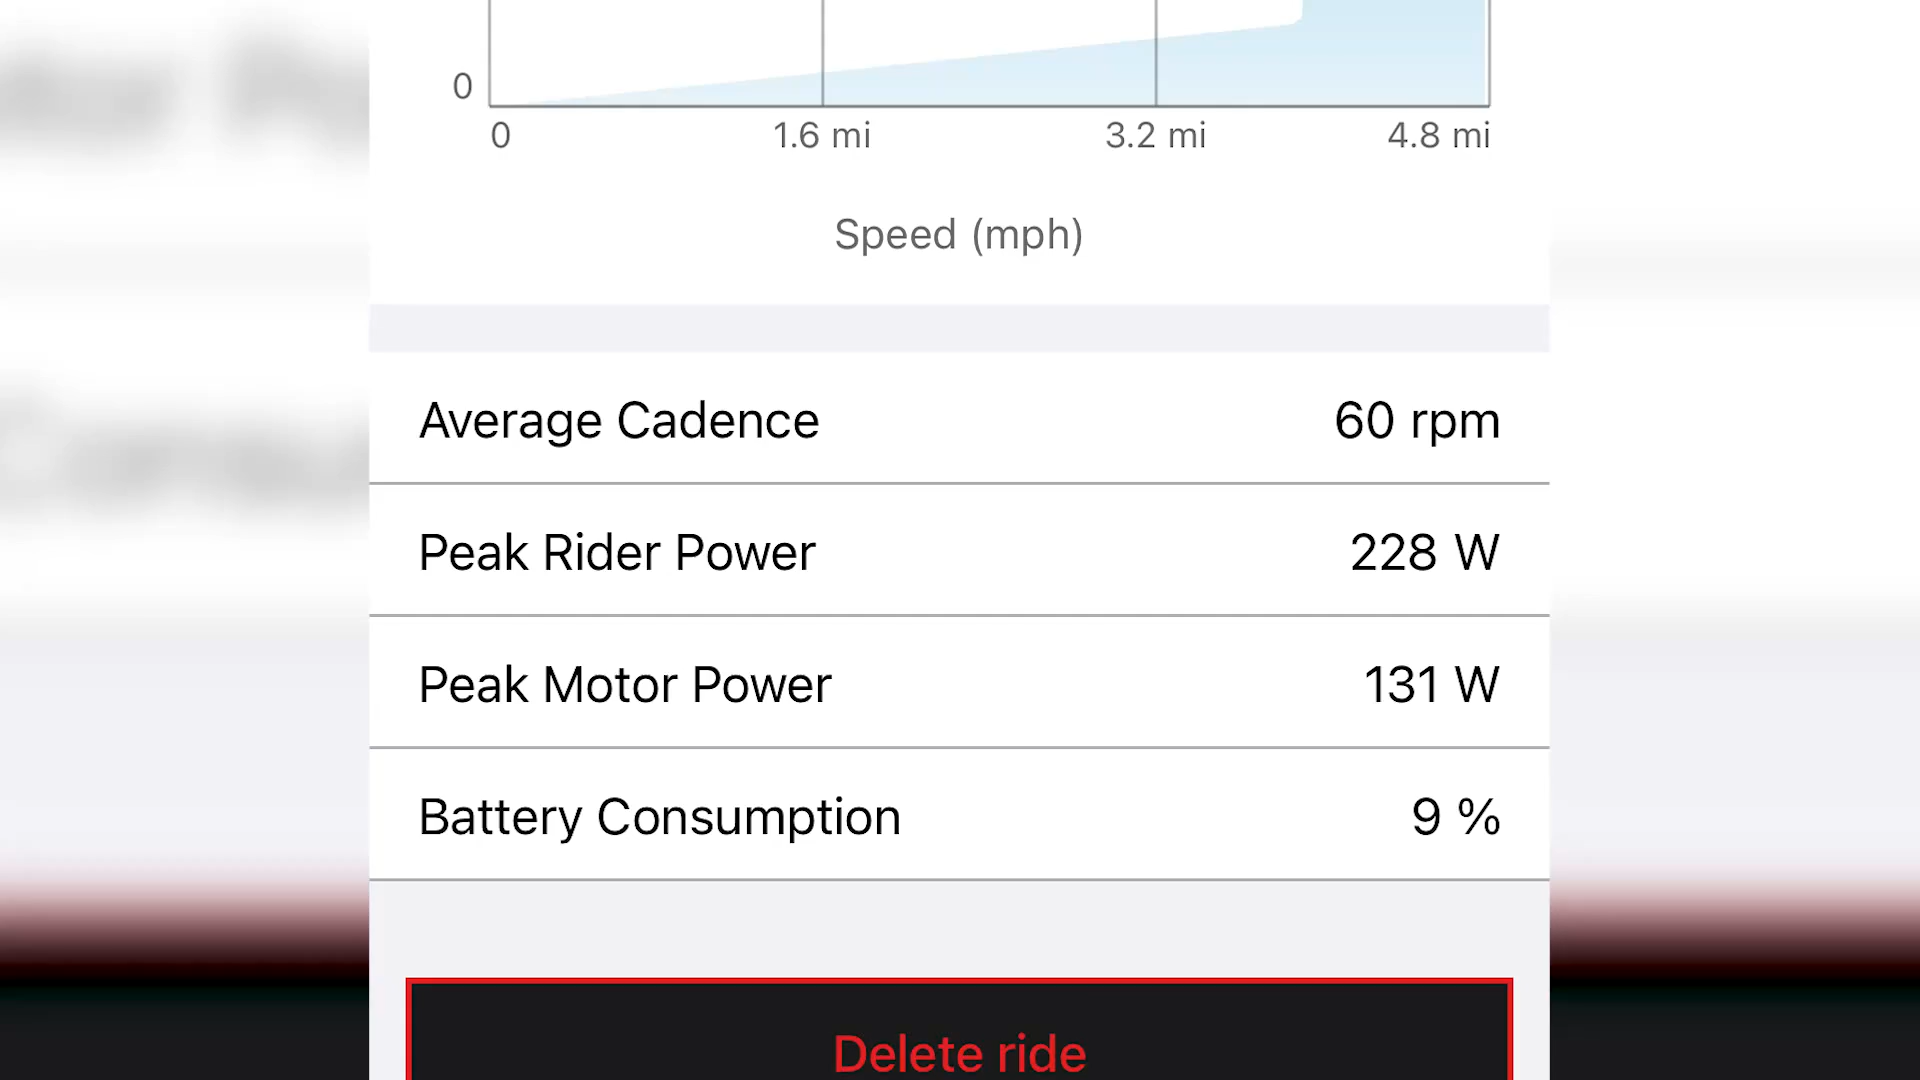 0
0 1.6 mi 3.2 mi 4.8 mi
Speed (mph)
Average Cadence 60 rpm
Peak Rider Power 228 W
Peak Motor Power 131 W
Battery Consumption 9 %
Delete ride